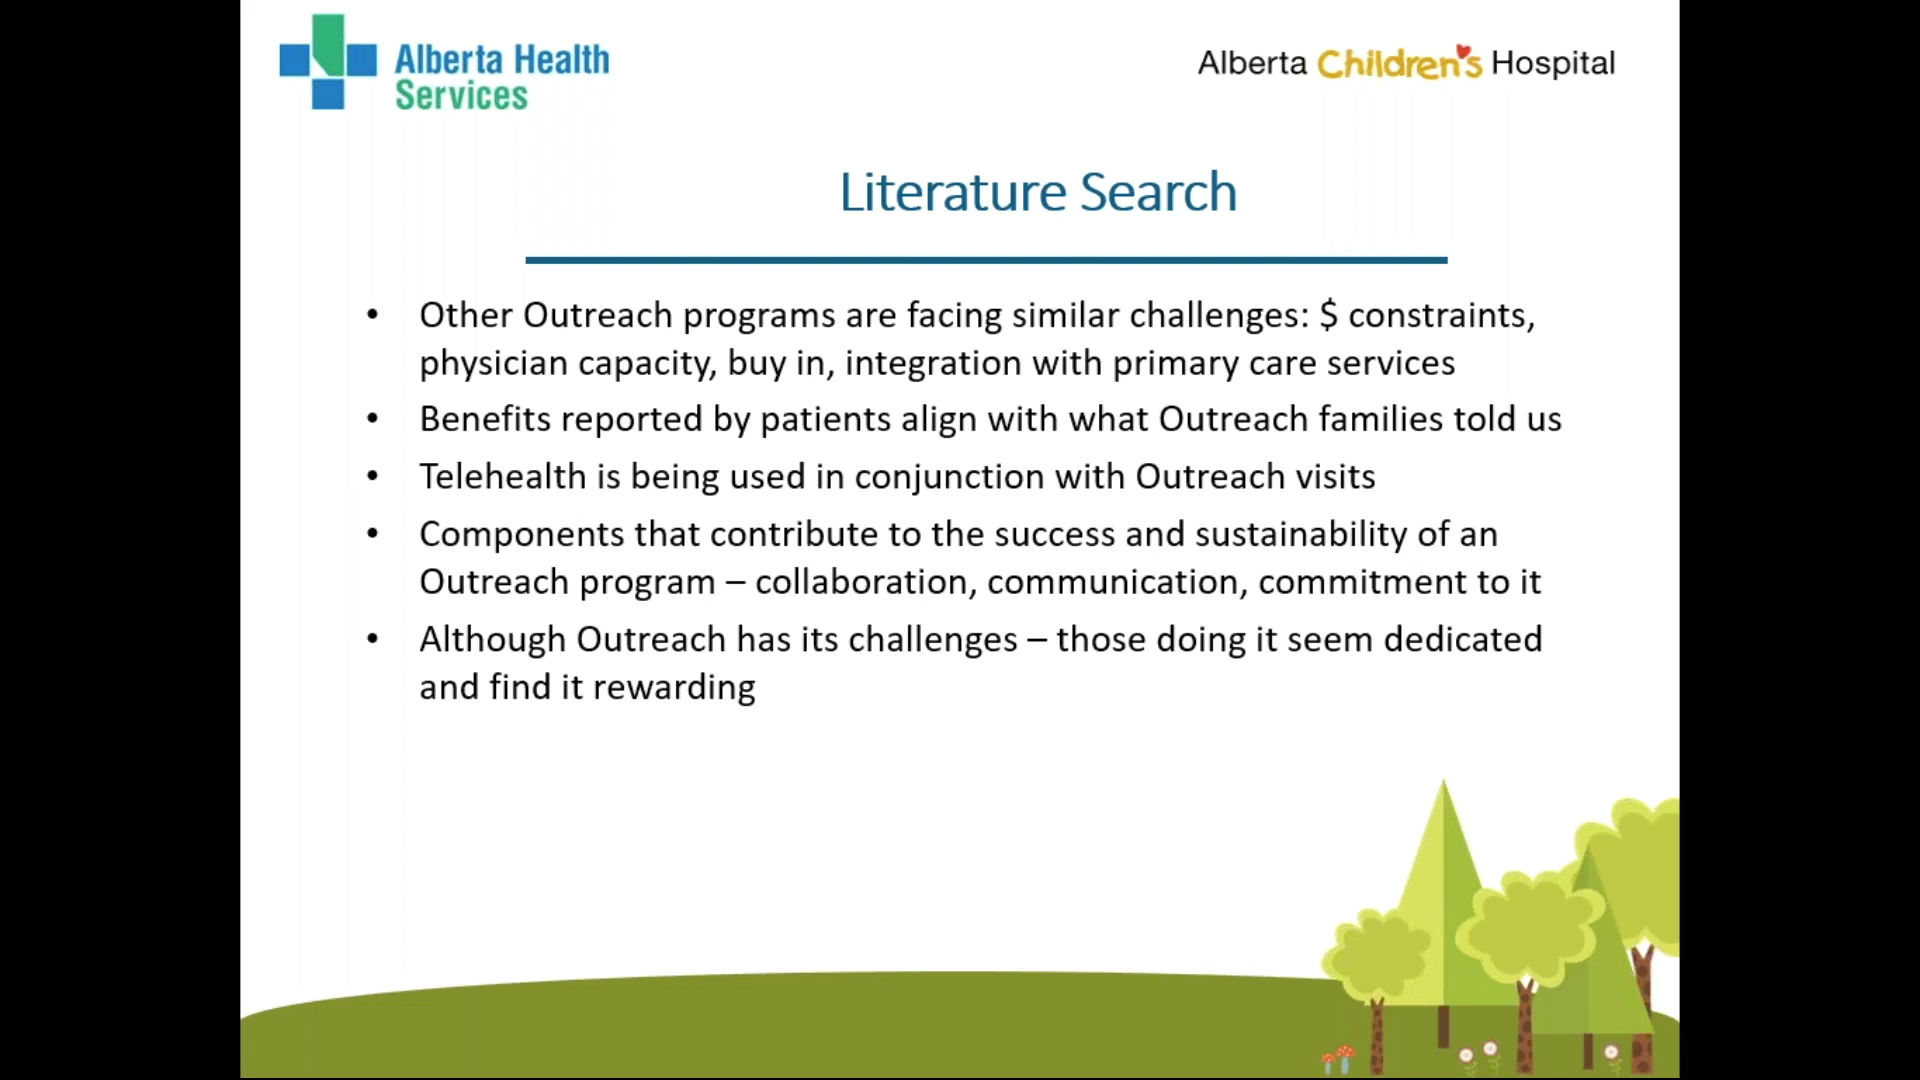 Alberta Health
Services
Alberta Children's Hospital
Literature Search
• Other Outreach programs are facing similar challenges: $ constraints,
physician capacity, buy in, integration with primary care services
• Benefits reported by patients align with what Outreach families told us
• Telehealth is being used in conjunction with Outreach visits
• Components that contribute to the success and sustainability of an
Outreach program – collaboration, communication, commitment to it
• Although Outreach has its challenges – those doing it seem dedicated
and find it rewarding